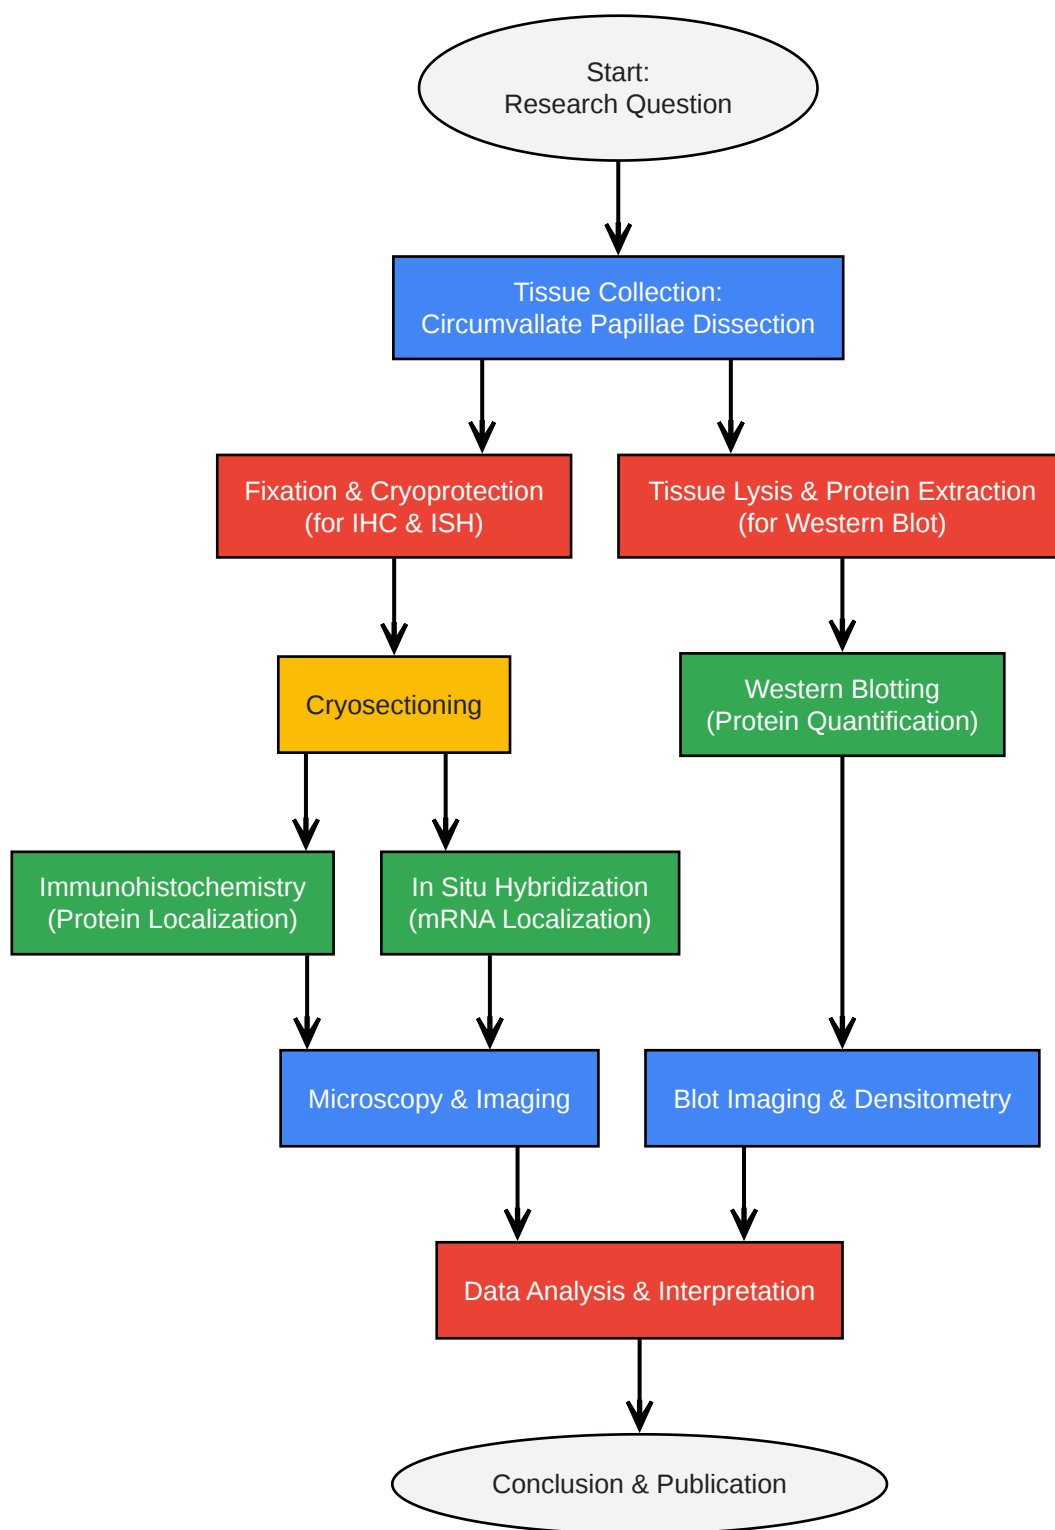 Start:
Research Question
Tissue Collection:
Circumvallate Papillae Dissection
Fixation & Cryoprotection
(for IHC & ISH)
Tissue Lysis & Protein Extraction
(for Western Blot)
Cryosectioning
Western Blotting
(Protein Quantification)
Immunohistochemistry
(Protein Localization)
In Situ Hybridization
(mRNA Localization)
Microscopy & Imaging
Blot Imaging & Densitometry
Data Analysis & Interpretation
Conclusion & Publication